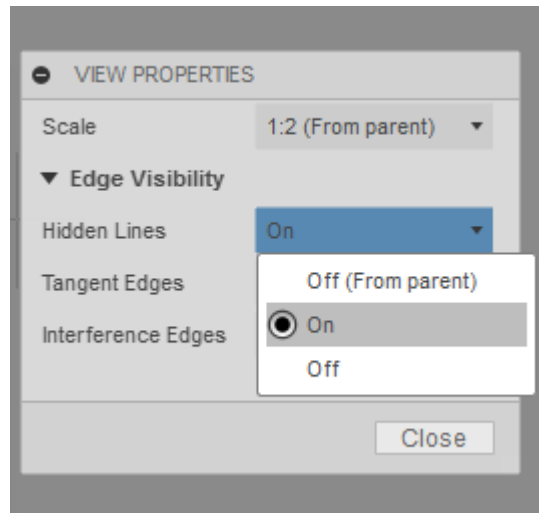 VIEW PROPERTIES
Scale 1:2 (From parent)
Edge Visibility
Hidden Lines On
Tangent Edges Off (From parent)
On
Interference Edges
Off
Close